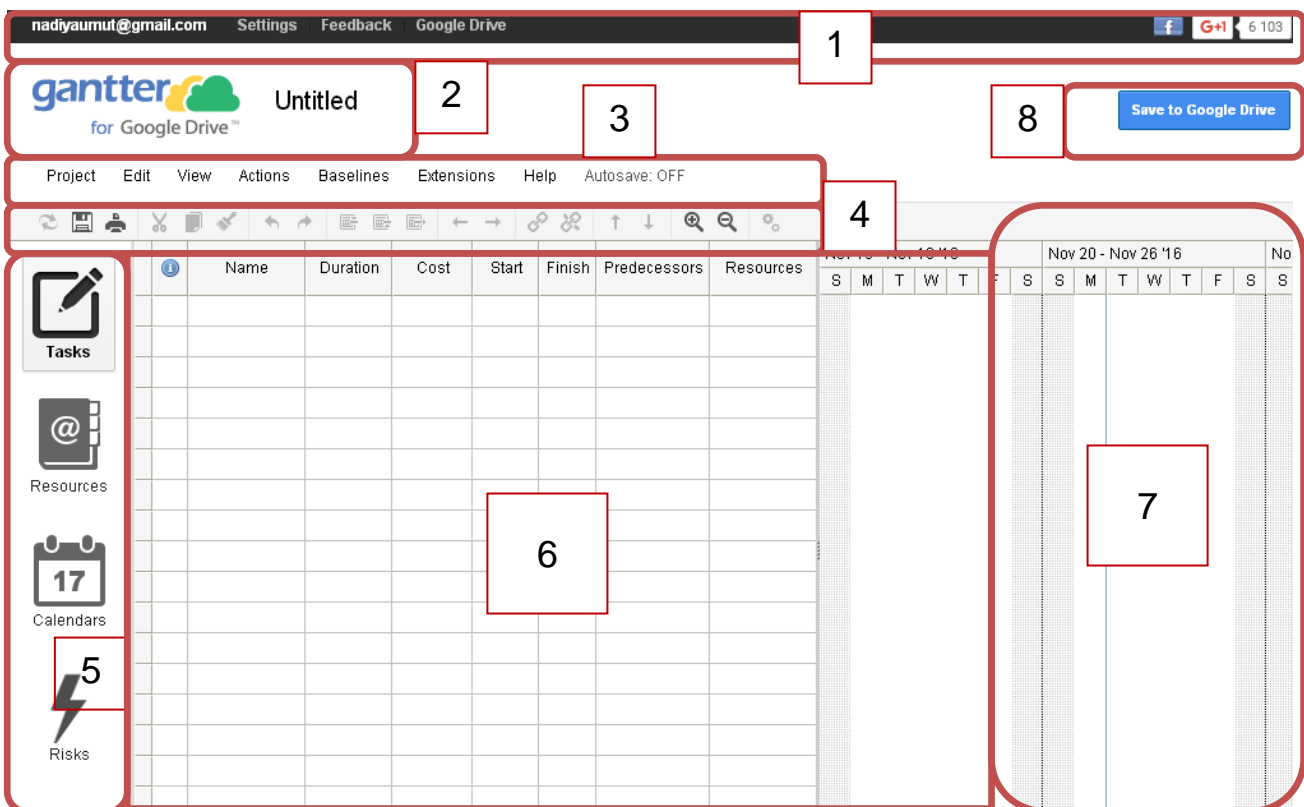 nadiyaumut@gmail.com Settings Feedback Google Drive f G+1 6 103
1
gantter
for Google Drive™
Untitled
2
3
8
Save to Google Drive
Project Edit View Actions Baselines Extensions Help Autosave: OFF
4
Nov 20 - Nov 26 '16 No
Name Duration Cost Start Finish Predecessors Resources
S M T W T F S S M T W T F S S
Tasks
@
Resources
17
Calendars
5
Risks
6
7